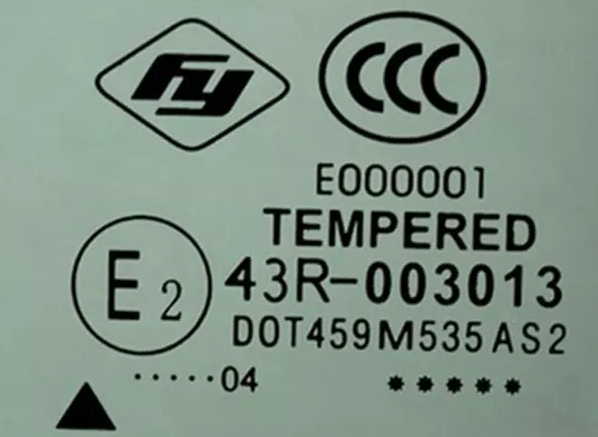 fy
CCC
E000001
TEMPERED
E2
43R-003013
DOT459M535AS2
.....04 *****